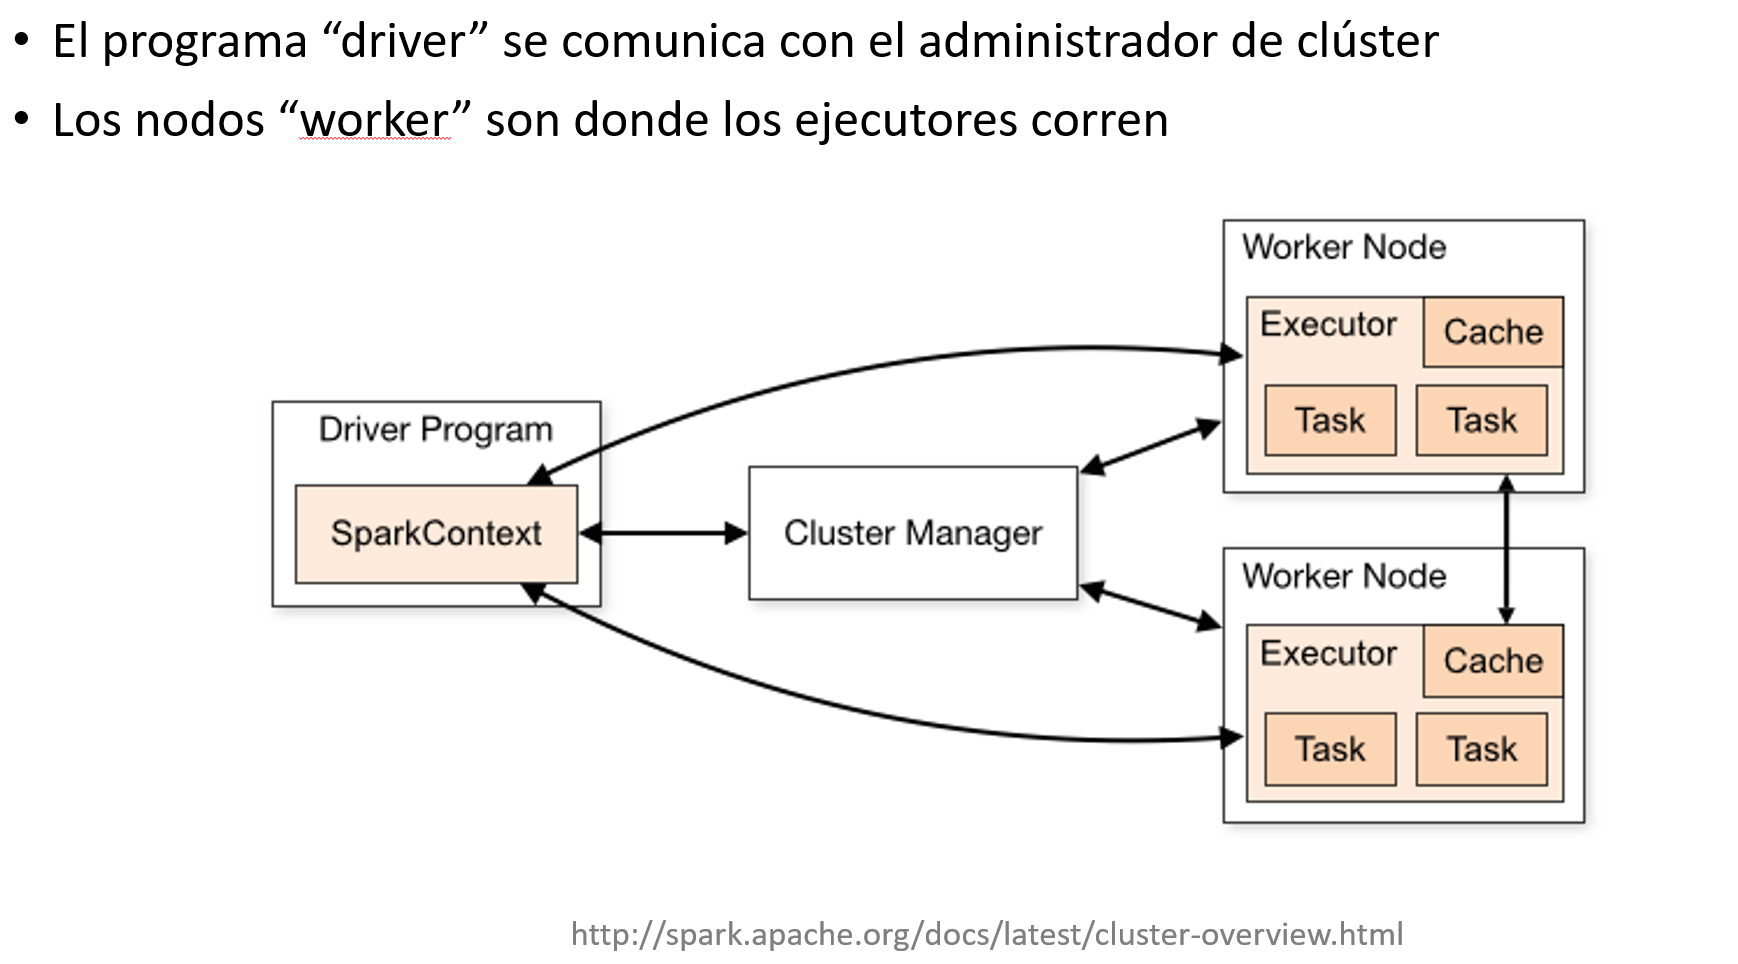 • El programa “driver” se comunica con el administrador de clúster
• Los nodos “worker” son donde los ejecutores corren
Worker Node
Executor
Cache
Task
Task
Driver Program
SparkContext
Cluster Manager
Worker Node
Executor
Cache
Task
Task
http://spark.apache.org/docs/latest/cluster-overview.html